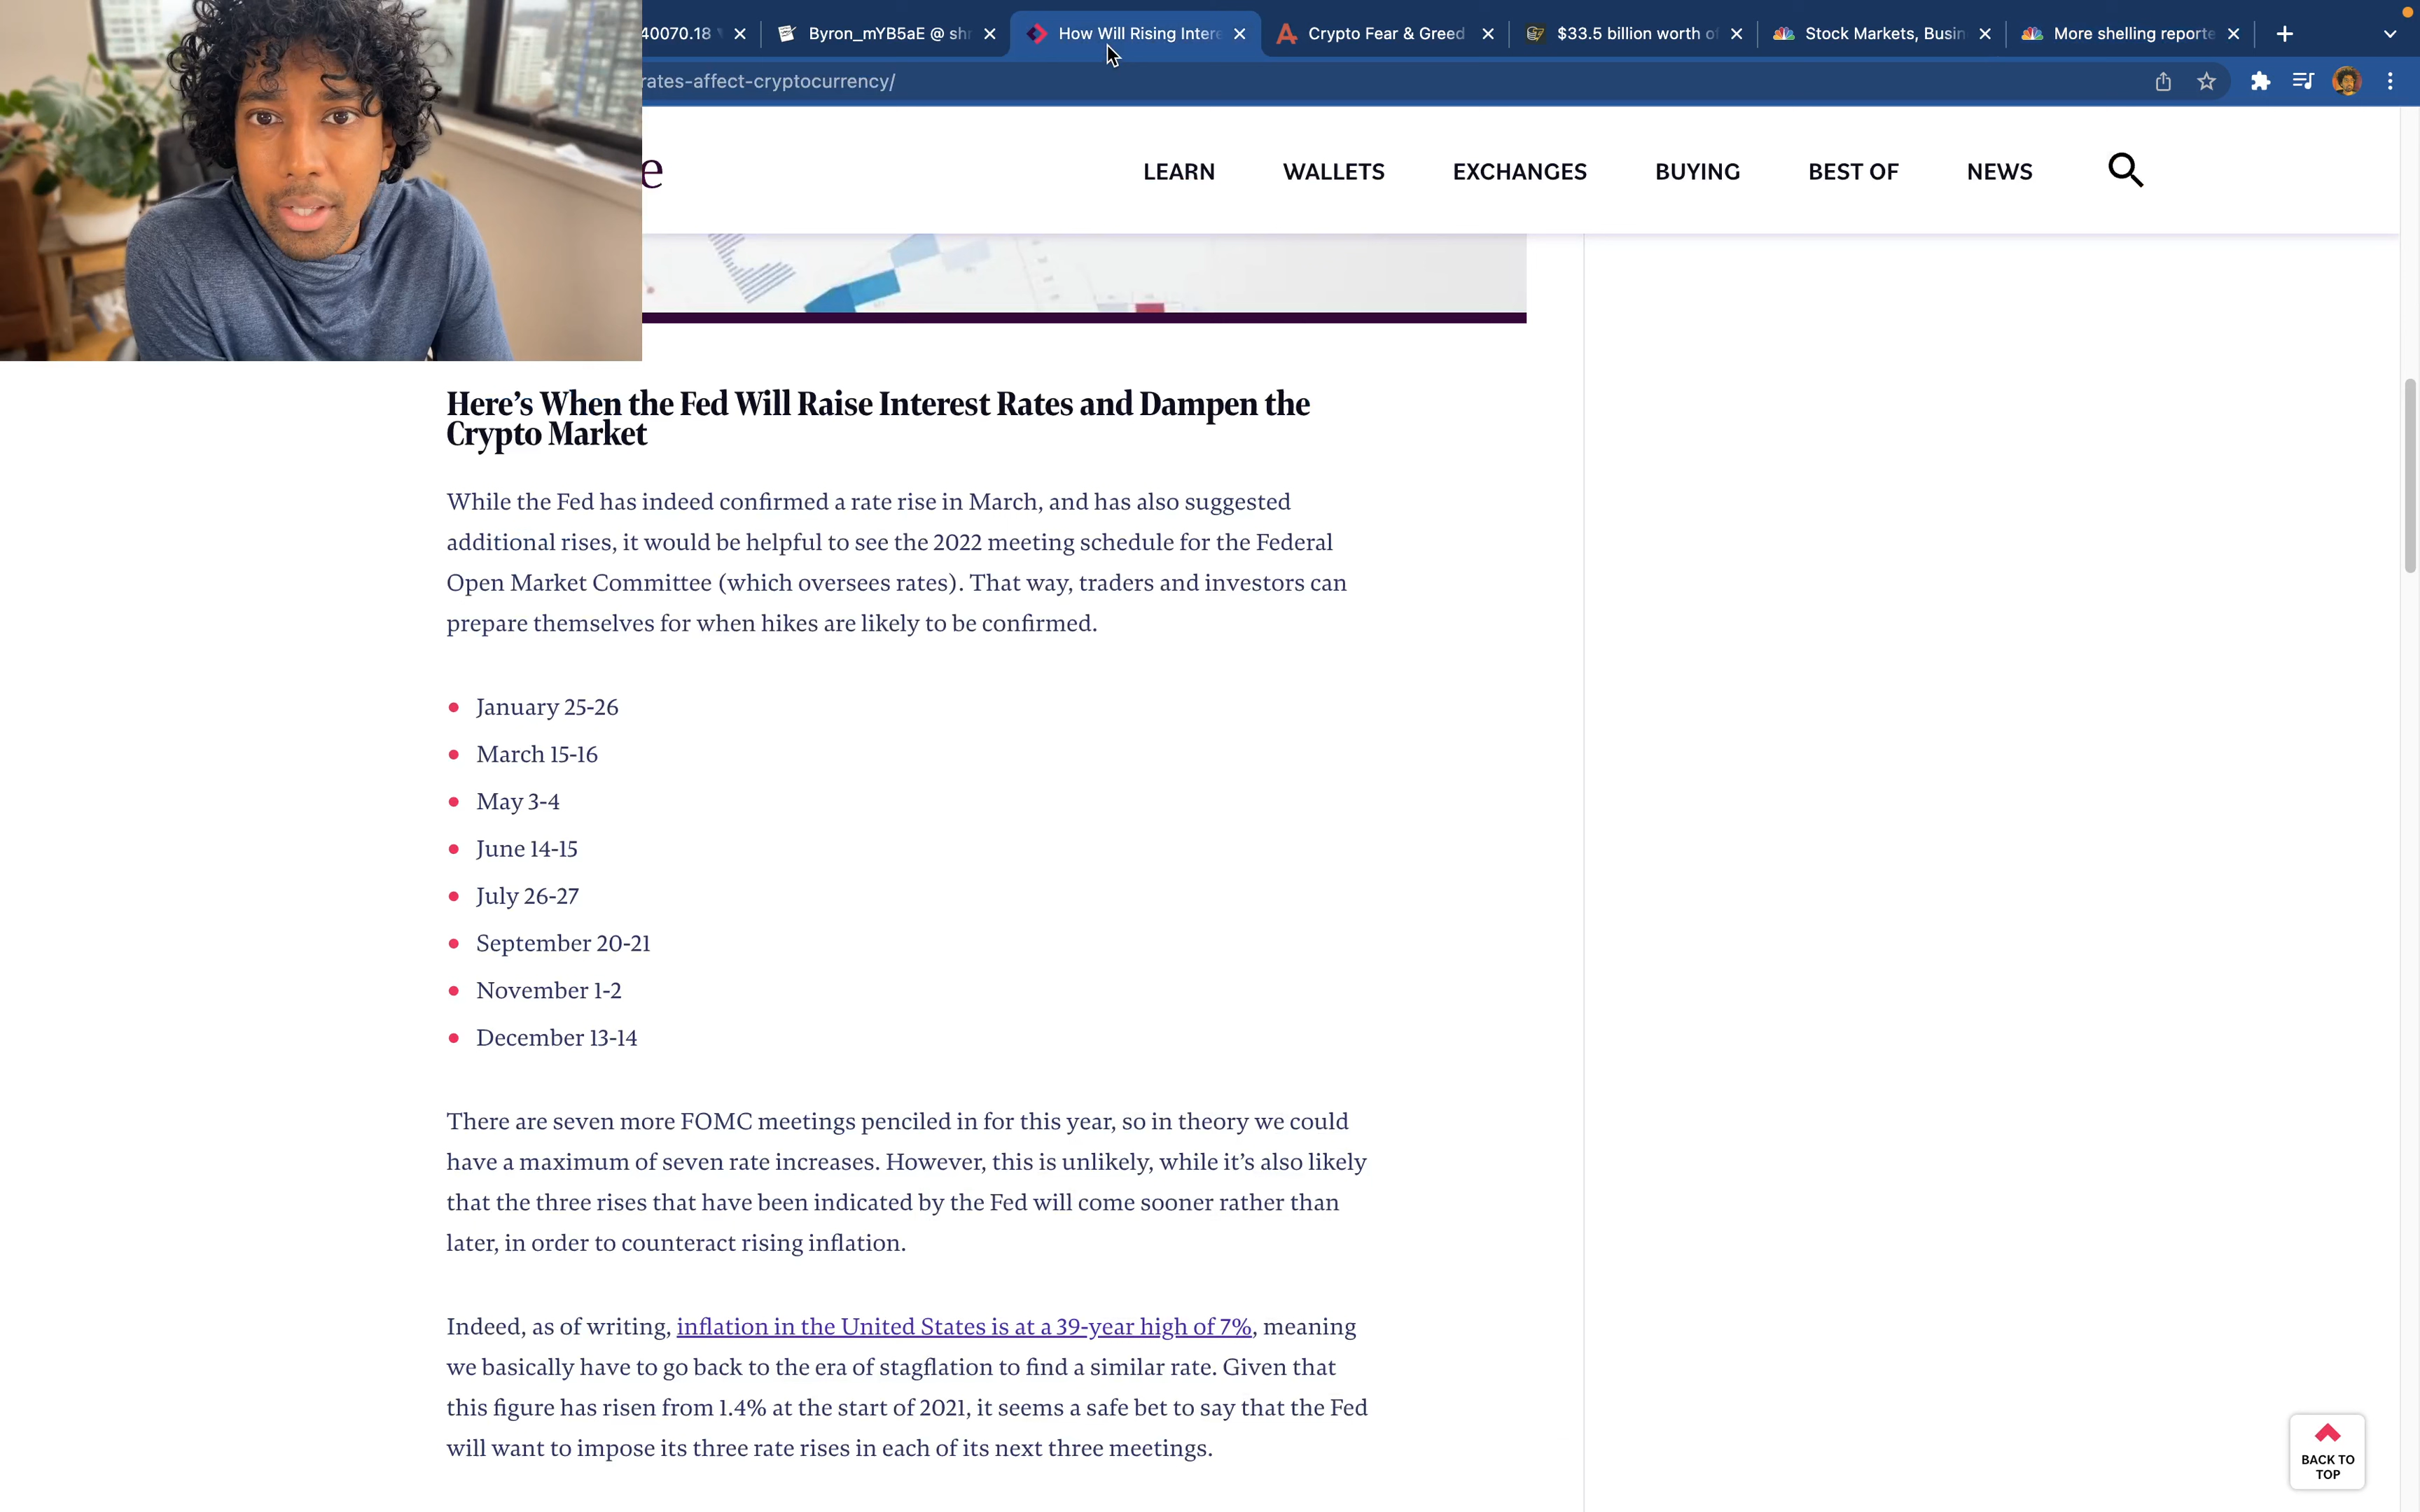 40070.18
Byron_mYB5aE @ sh
How Will Rising Inter
Crypto Fear & Greed
$33.5 billion worth o
Stock Markets, Busin
More shelling reporte
rates-affect-cryptocurrency/
e
LEARN
WALLETS
EXCHANGES
BUYING
BEST OF
NEWS
Here’s When the Fed Will Raise Interest Rates and Dampen the
Crypto Market
While the Fed has indeed confirmed a rate rise in March, and has also suggested
additional rises, it would be helpful to see the 2022 meeting schedule for the Federal
Open Market Committee (which oversees rates). That way, traders and investors can
prepare themselves for when hikes are likely to be confirmed.
January 25-26
March 15-16
May 3-4
June 14-15
July 26-27
September 20-21
November 1-2
December 13-14
There are seven more FOMC meetings penciled in for this year, so in theory we could
have a maximum of seven rate increases. However, this is unlikely, while it’s also likely
that the three rises that have been indicated by the Fed will come sooner rather than
later, in order to counteract rising inflation.
Indeed, as of writing, inflation in the United States is at a 39-year high of 7%, meaning
we basically have to go back to the era of stagflation to find a similar rate. Given that
this figure has risen from 1.4% at the start of 2021, it seems a safe bet to say that the Fed
will want to impose its three rate rises in each of its next three meetings.
BACK TO
TOP